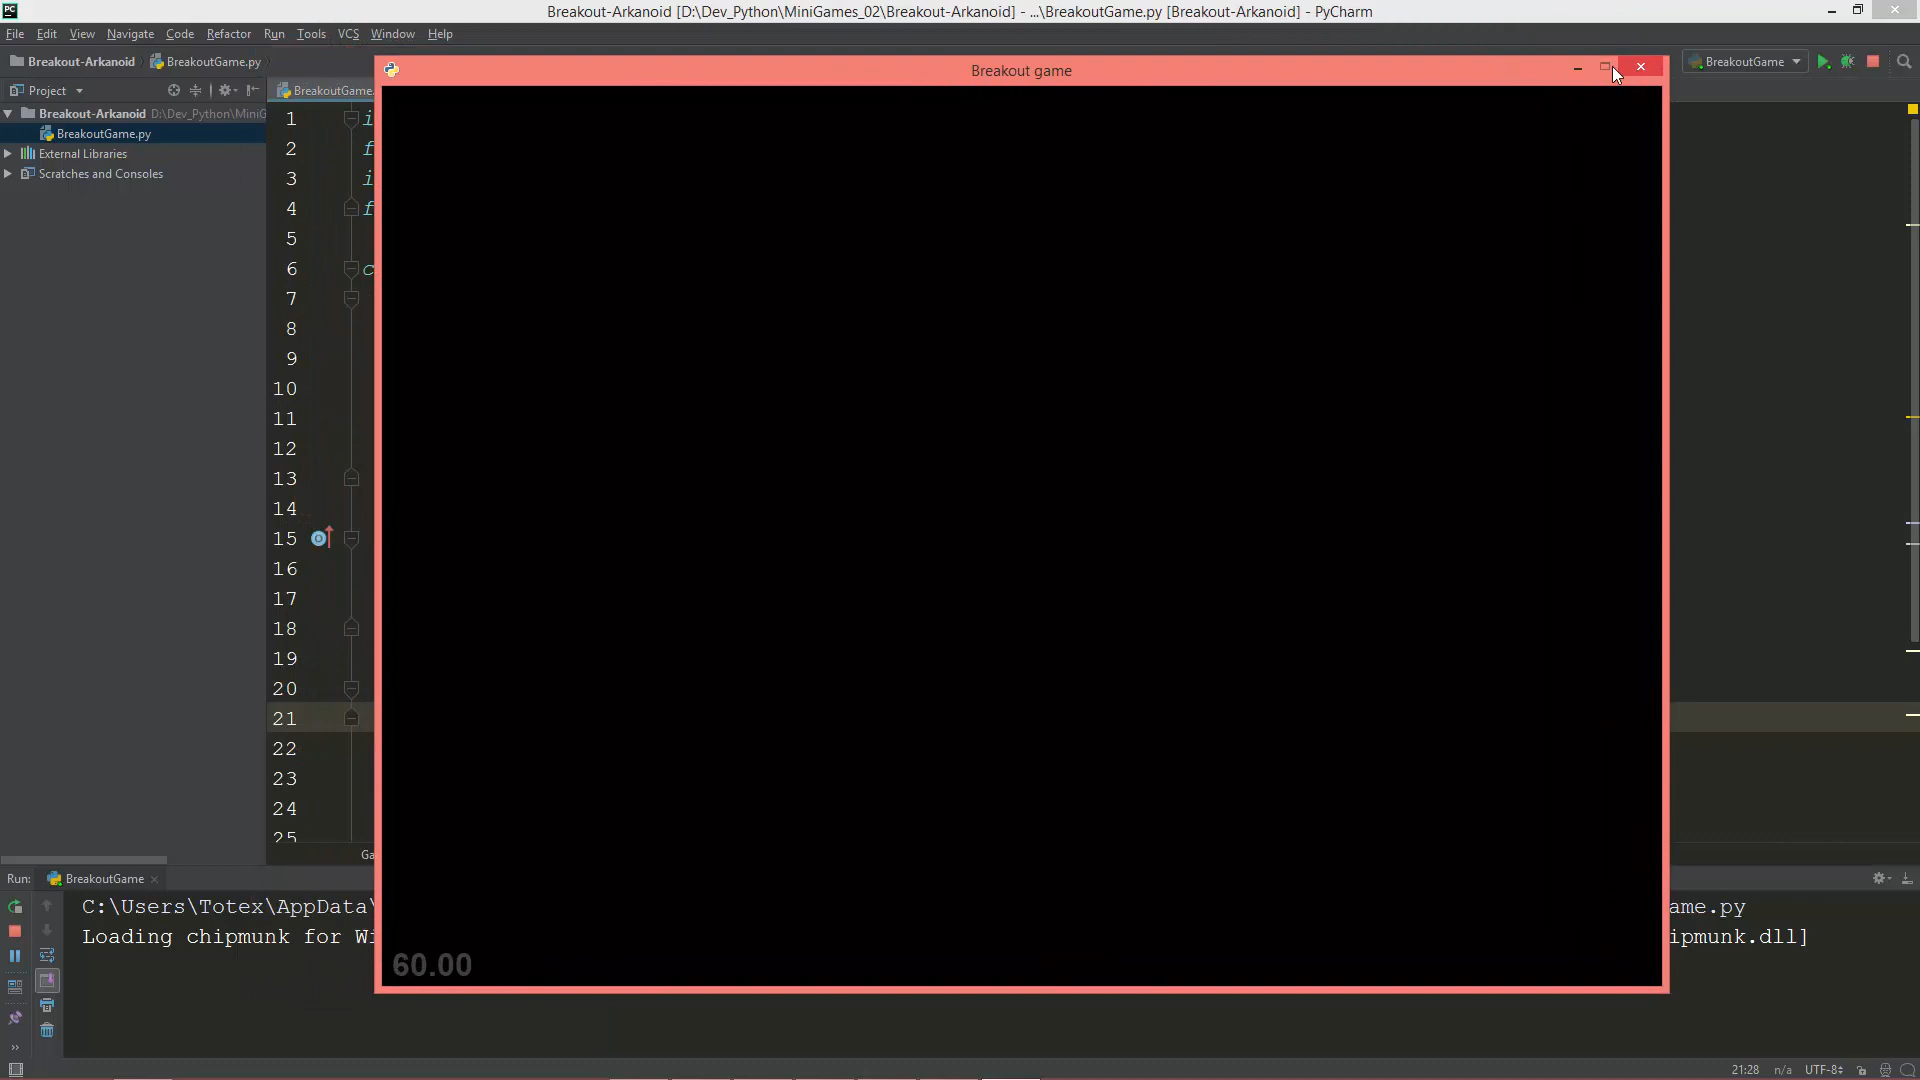 Breakout-Arkanoid [D:\Dev_Python\MiniGames_02\Breakout-Arkanoid] - ...\BreakoutGame.py [Breakout-Arkanoid] - PyCharm
File Edit View Navigate Code Refactor Run Tools VCS Window Help
Breakout-Arkanoid BreakoutGame.py BreakoutGame
Breakout game
Project BreakoutGame.
Breakout-Arkanoid D:\Dev_Python\MiniG
BreakoutGame.py
External Libraries
Scratches and Consoles
1 i
2 f
3 i
4 f
5
6 c
7
8
9
10
11
12
13
14
15
16
17
18
19
20
21
22
23
24
25
Ga
Run: BreakoutGame
C:\Users\Totex\AppData\ ame.py
Loading chipmunk for Wi ipmunk.dll]
60.00
21:28 n/a UTF-8